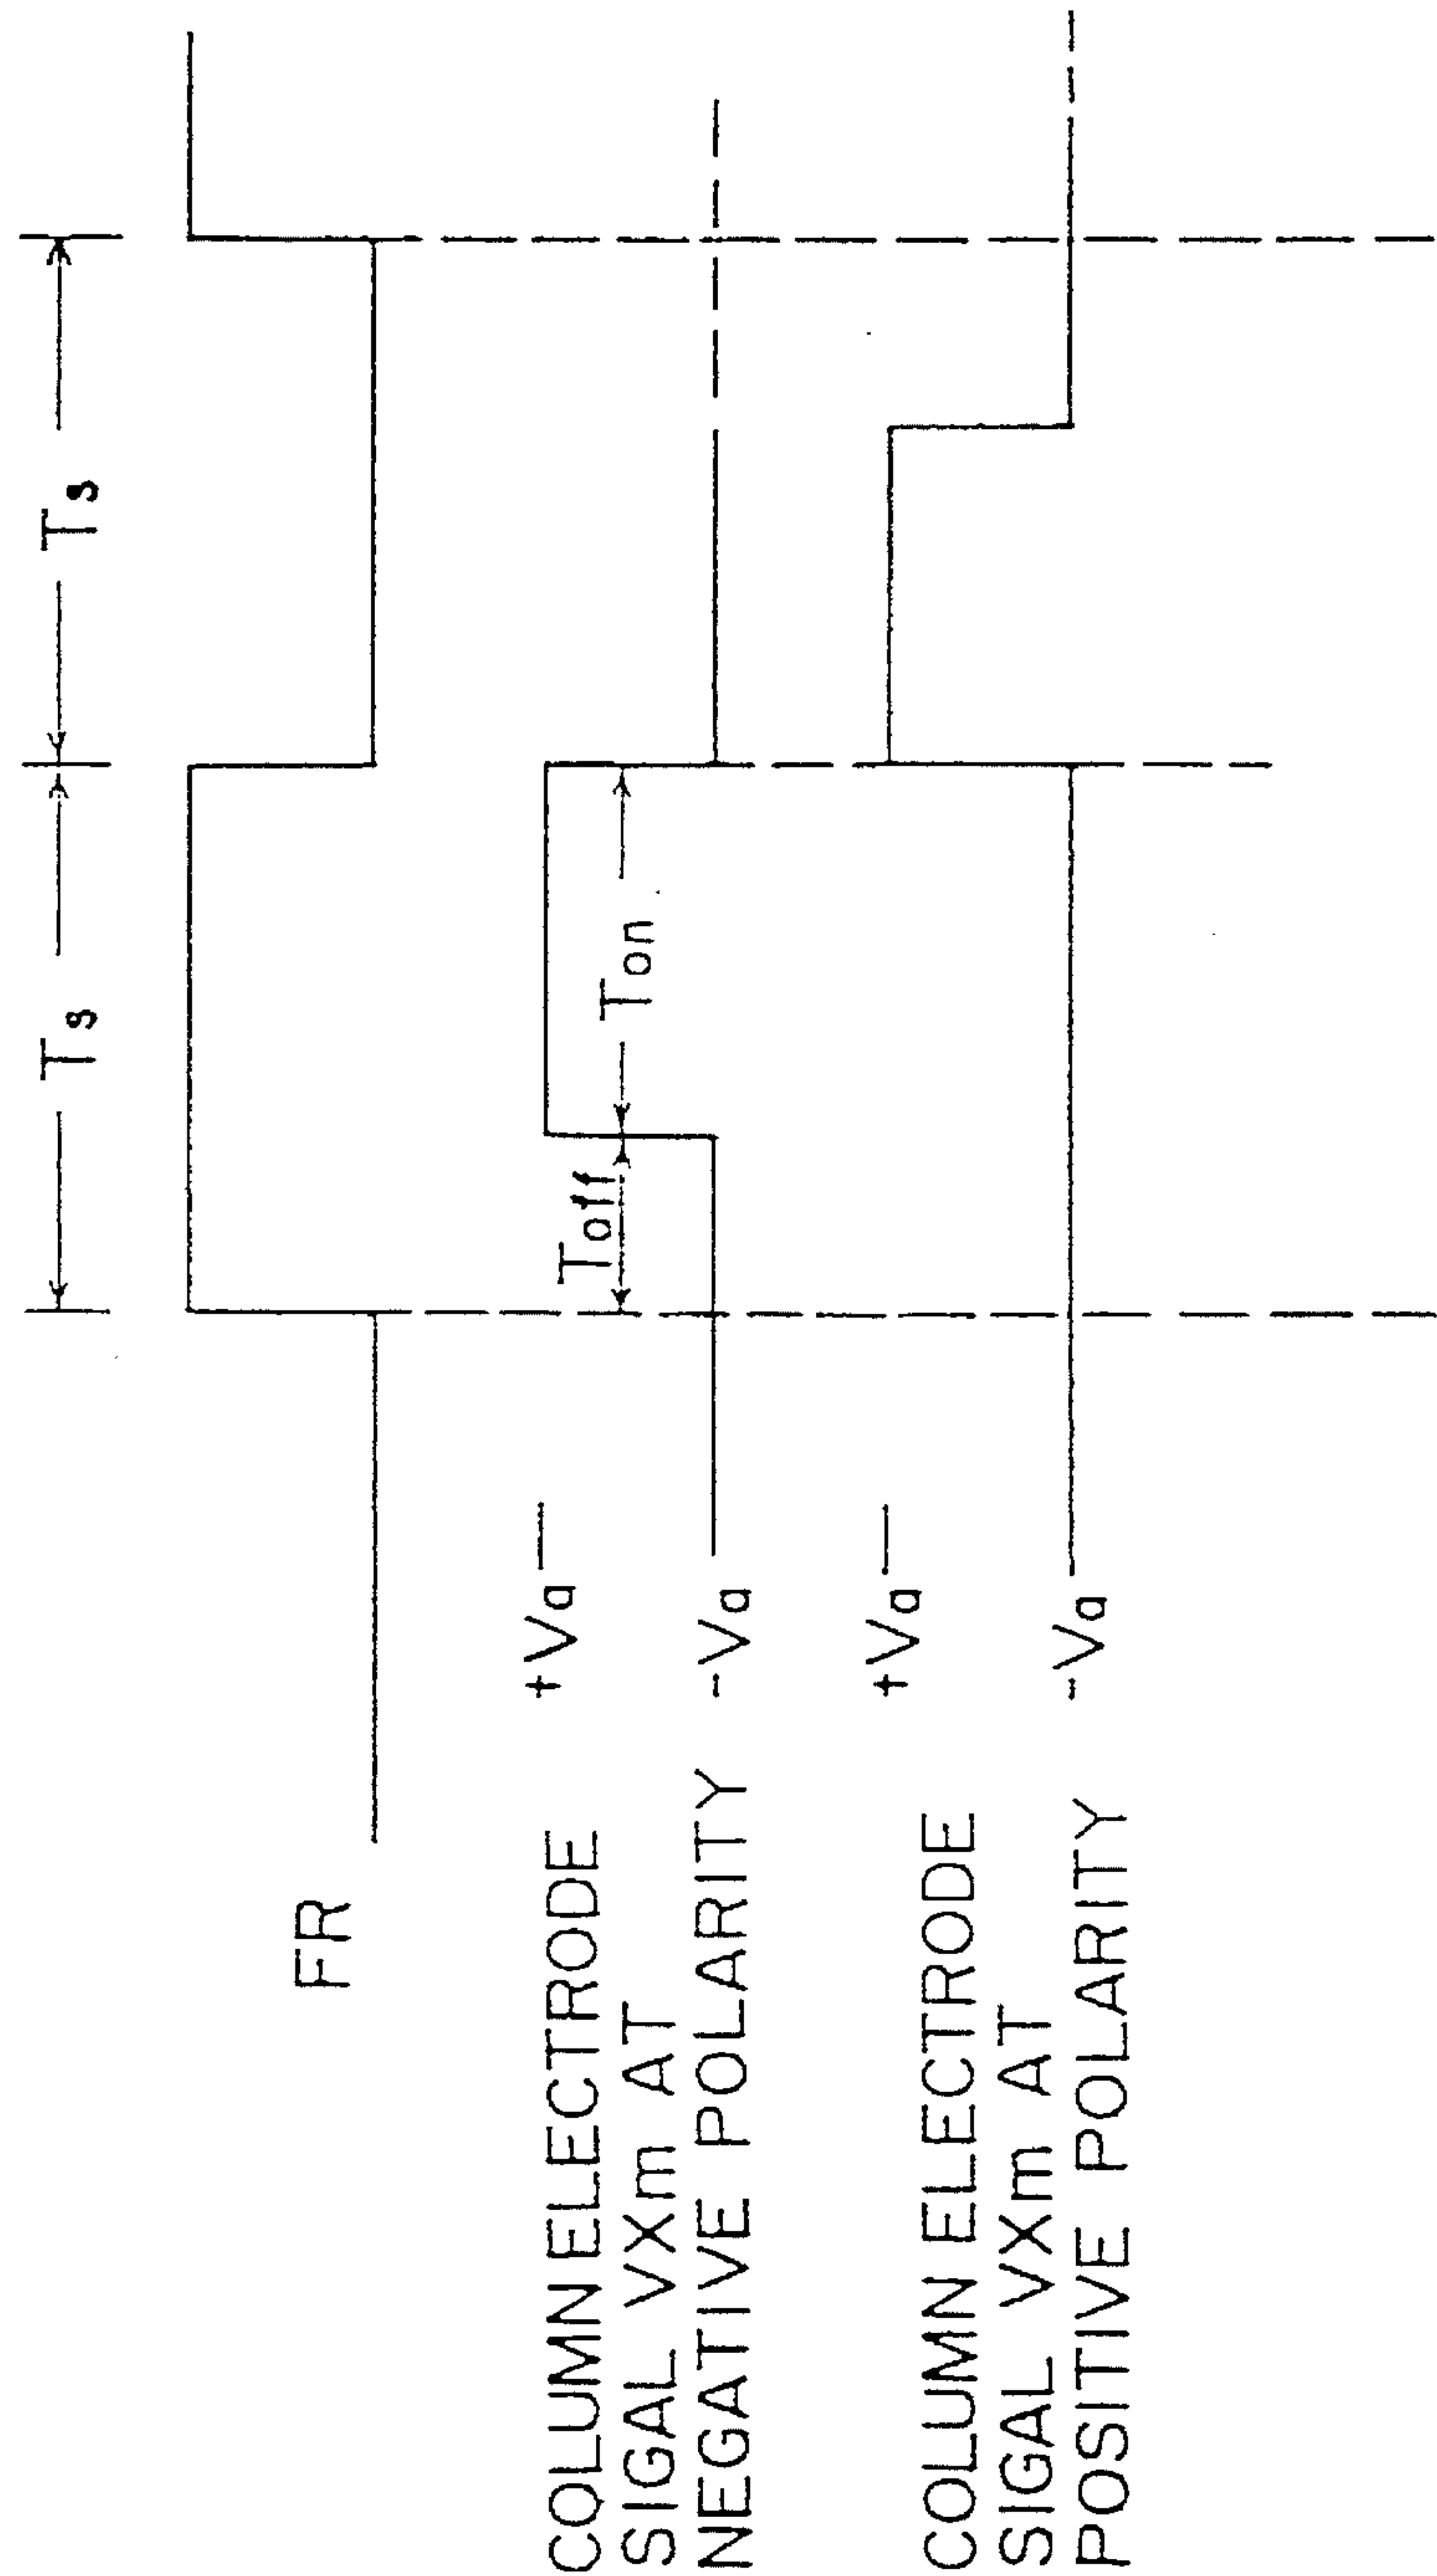 Ts
Ts
FR
COLUMN ELECTRODE
SIGAL VXm AT
NEGATIVE POLARITY
+Va
-Va
Toff
Ton
COLUMN ELECTRODE
SIGAL VXm AT
POSITIVE POLARITY
+Va
-Va